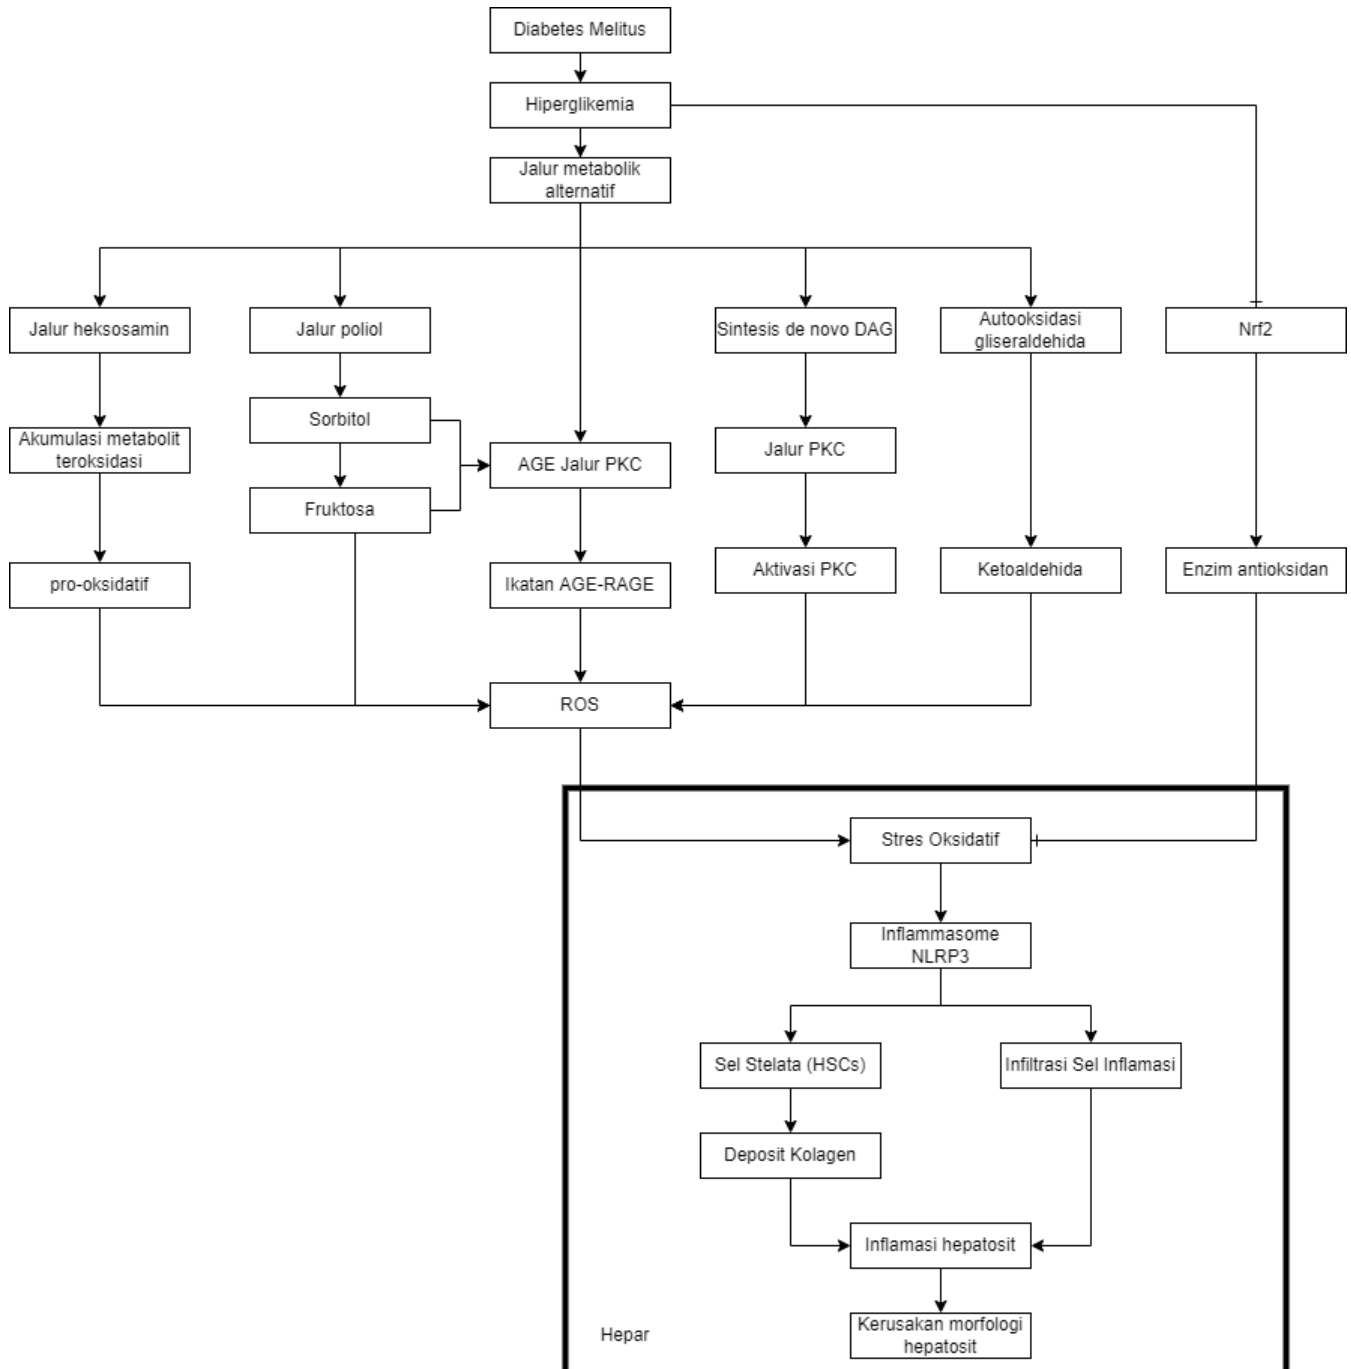 Diabetes Melitus
Hiperglikemia
Jalur metabolik
alternatif
Jalur heksosamin
Jalur poliol
Sintesis de novo DAG
Autooksidasi
gliseraldehida
Nrf2
Sorbitol
Akumulasi metabolit
teroksidasi
AGE Jalur PKC
Jalur PKC
Fruktosa
pro-oksidatif
Ikatan AGE-RAGE
Aktivasi PKC
Ketoaldehida
Enzim antioksidan
ROS
Stres Oksidatif
Inflammasome
NLRP3
Sel Stelata (HSCs)
Infiltrasi Sel Inflamasi
Deposit Kolagen
Inflamasi hepatosit
Kerusakan morfologi
hepatosit
Hepar